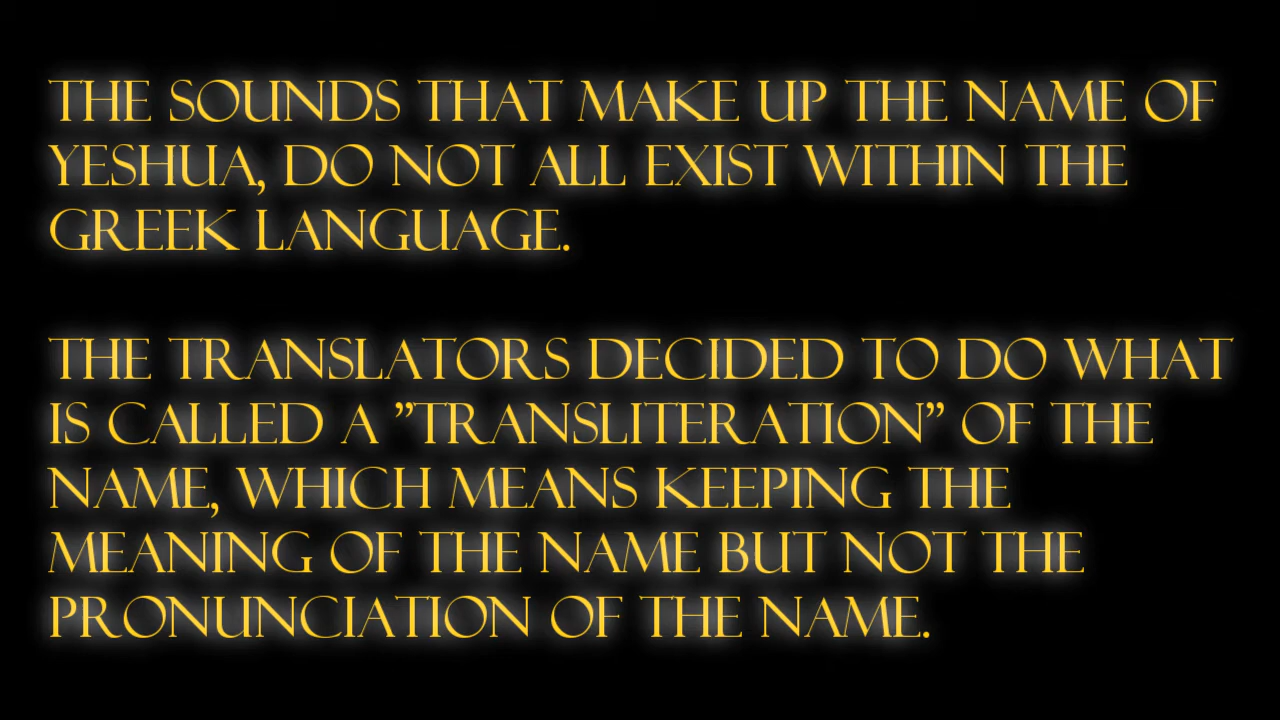 THE SOUNDS THAT MAKE UP THE NAME OF
YESHUA, DO NOT ALL EXIST WITHIN THE
GREEK LANGUAGE.
THE TRANSLATORS DECIDED TO DO WHAT
IS CALLED A ”TRANSLITERATION” OF THE
NAME, WHICH MEANS KEEPING THE
MEANING OF THE NAME BUT NOT THE
PRONUNCIATION OF THE NAME.